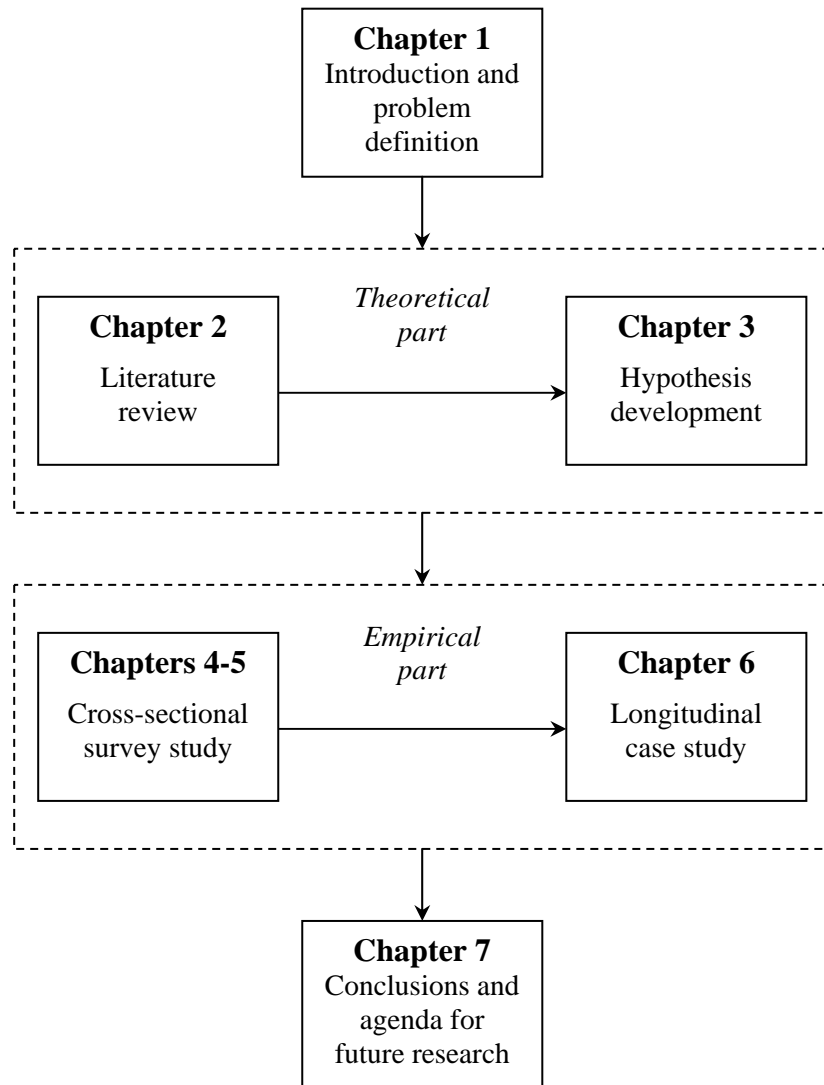 Chapter 1
Introduction and
problem
definition
Theoretical
part
Chapter 2
Literature
review
Chapter 3
Hypothesis
development
Empirical
part
Chapters 4-5
Cross-sectional
survey study
Chapter 6
Longitudinal
case study
Chapter 7
Conclusions and
agenda for
future research